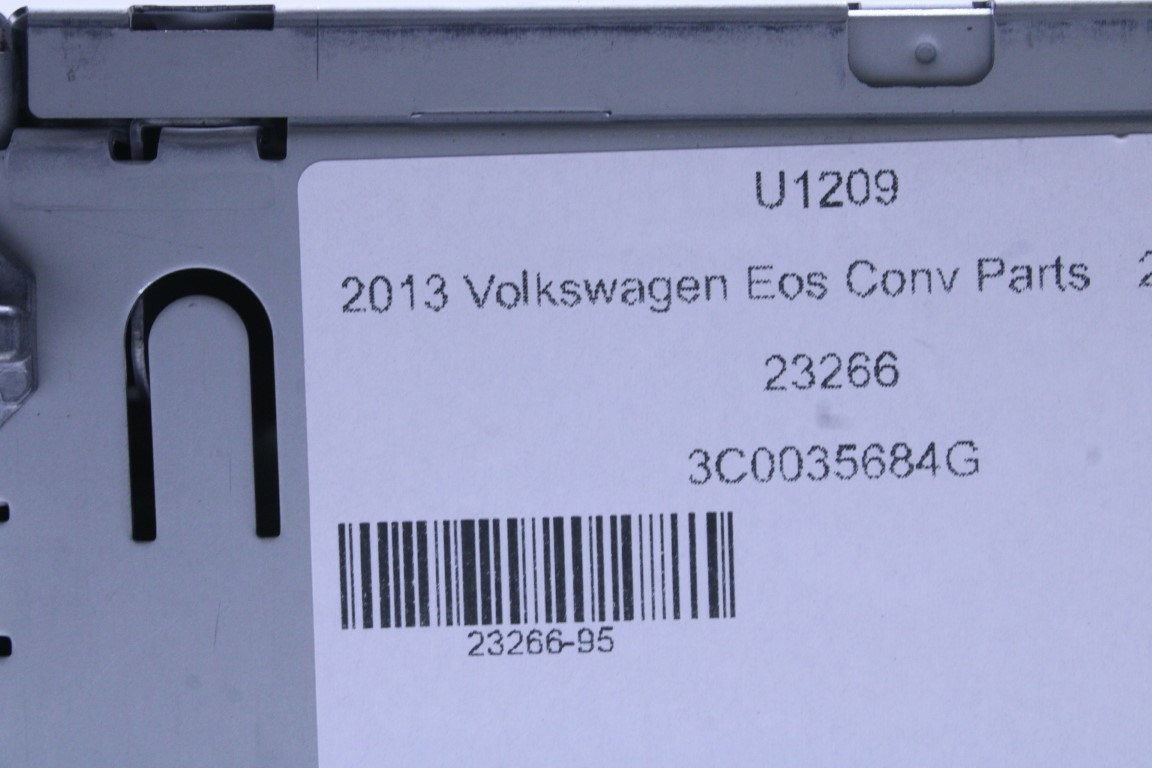 U1209
2013 Volkswagen Eos Conv Parts
23266
3C0035684G
23266-95